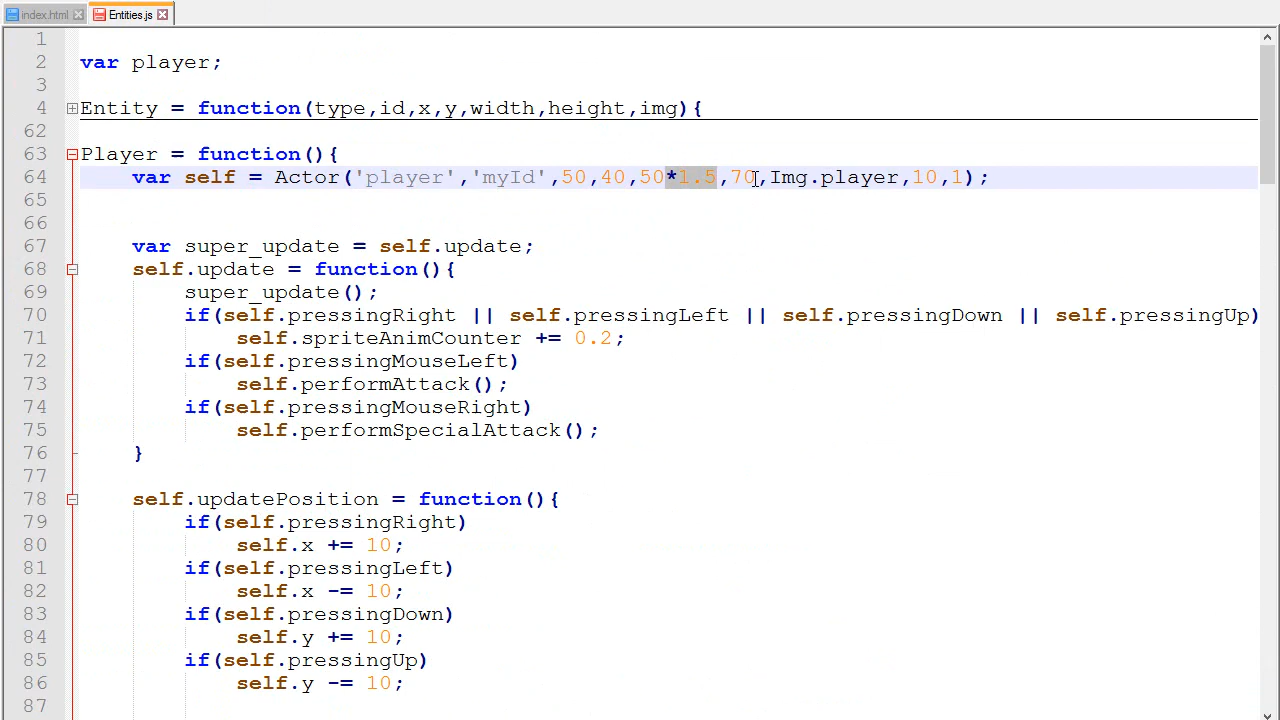 index.html Entities.js
1
2 var player;
3
4 Entity = function(type,id,x,y,width,height,img){
62
63 Player = function(){
64 var self = Actor('player','myId',50,40,50*1.5,70,Img.player,10,1);
65
66
67 var super_update = self.update;
68 self.update = function(){
69 super_update();
70 if(self.pressingRight || self.pressingLeft || self.pressingDown || self.pressingUp)
71 self.spriteAnimCounter += 0.2;
72 if(self.pressingMouseLeft)
73 self.performAttack();
74 if(self.pressingMouseRight)
75 self.performSpecialAttack();
76 }
77
78 self.updatePosition = function(){
79 if(self.pressingRight)
80 self.x += 10;
81 if(self.pressingLeft)
82 self.x -= 10;
83 if(self.pressingDown)
84 self.y += 10;
85 if(self.pressingUp)
86 self.y -= 10;
87